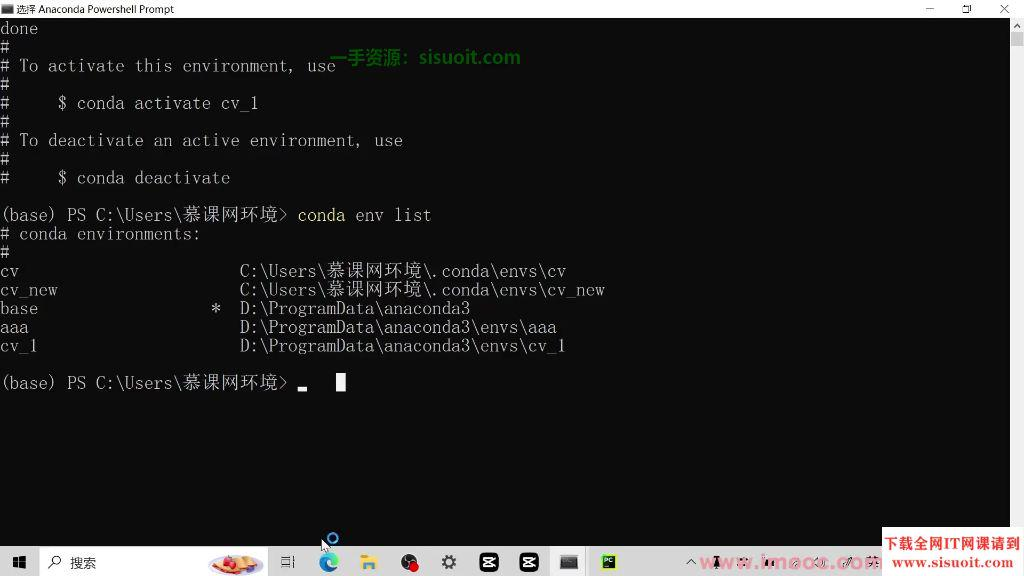 选择 Anaconda Powershell Prompt
done
#
# To activate this environment, use
一手资源：sisuoit.com
#
#     $ conda activate cv_1
#
# To deactivate an active environment, use
#
#     $ conda deactivate
(base) PS C:\Users\慕课网环境> conda env list
# conda environments:
#
cv                       C:\Users\慕课网环境\.conda\envs\cv
cv_new                   C:\Users\慕课网环境\.conda\envs\cv_new
base                  *  D:\ProgramData\anaconda3
aaa                      D:\ProgramData\anaconda3\envs\aaa
cv_1                     D:\ProgramData\anaconda3\envs\cv_1
(base) PS C:\Users\慕课网环境>
搜索
PC
www.imooc.com
下载全网IT网课请到
www.sisuoit.com